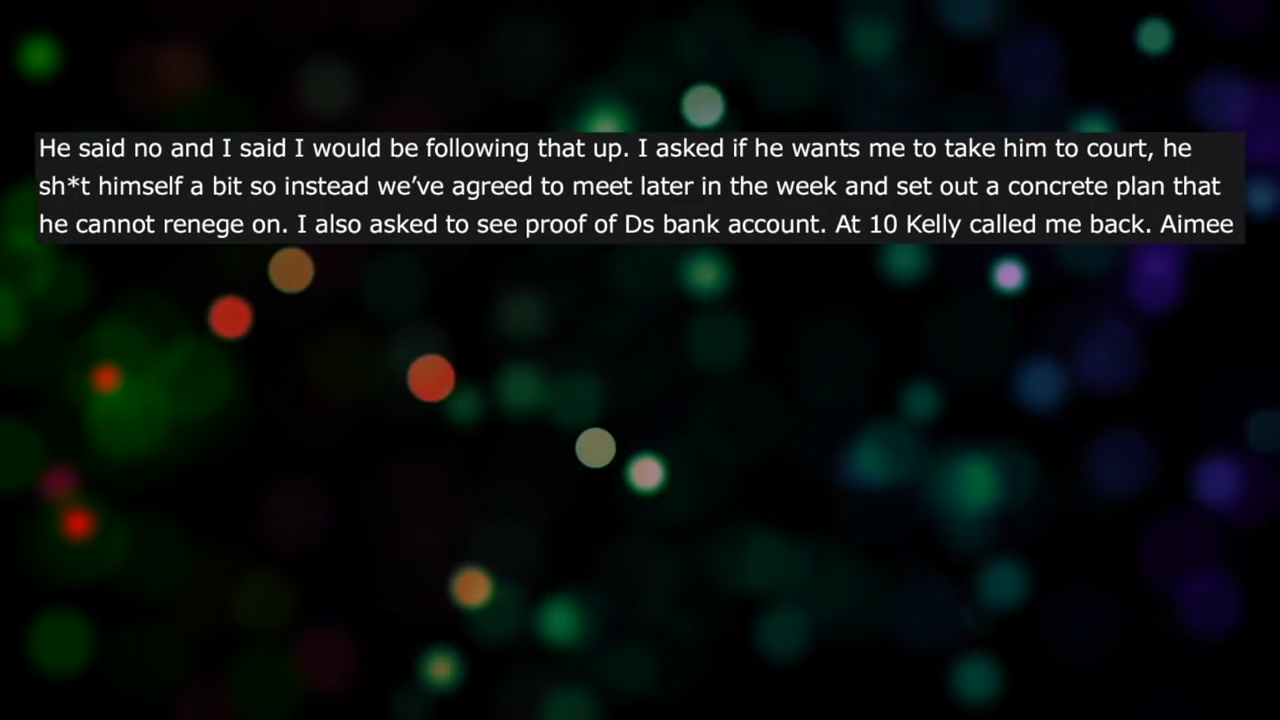 He said no and I said I would be following that up. I asked if he wants me to take him to court, he
sh*t himself a bit so instead we’ve agreed to meet later in the week and set out a concrete plan that
he cannot renege on. I also asked to see proof of Ds bank account. At 10 Kelly called me back. Aimee